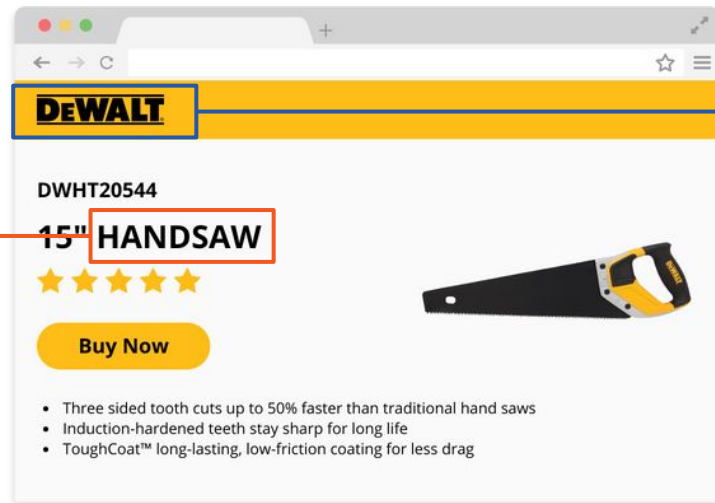 DEWALT
DWHT20544
15" HANDSAW
DEWALT
Buy Now
• Three sided tooth cuts up to 50% faster than traditional hand saws
• Induction-hardened teeth stay sharp for long life
• ToughCoat™ long-lasting, low-friction coating for less drag